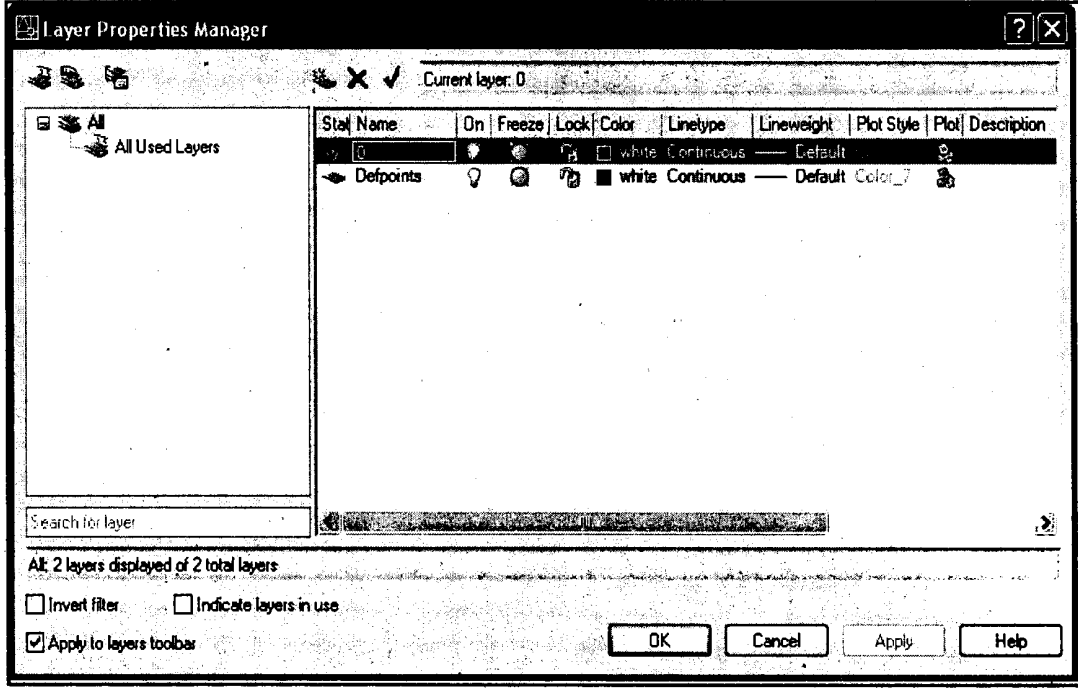 Layer Properties Manager
Current layer: 0
All
All Used Layers
Stat Name On Freeze Lock Color Linetype Lineweight Plot Style Plot Description
0 white Continuous Default
Defpoints white Continuous Default Color_7
Search for layer
All: 2 layers displayed of 2 total layers
Invert filter Indicate layers in use
Apply to layers toolbar
OK Cancel Apply Help